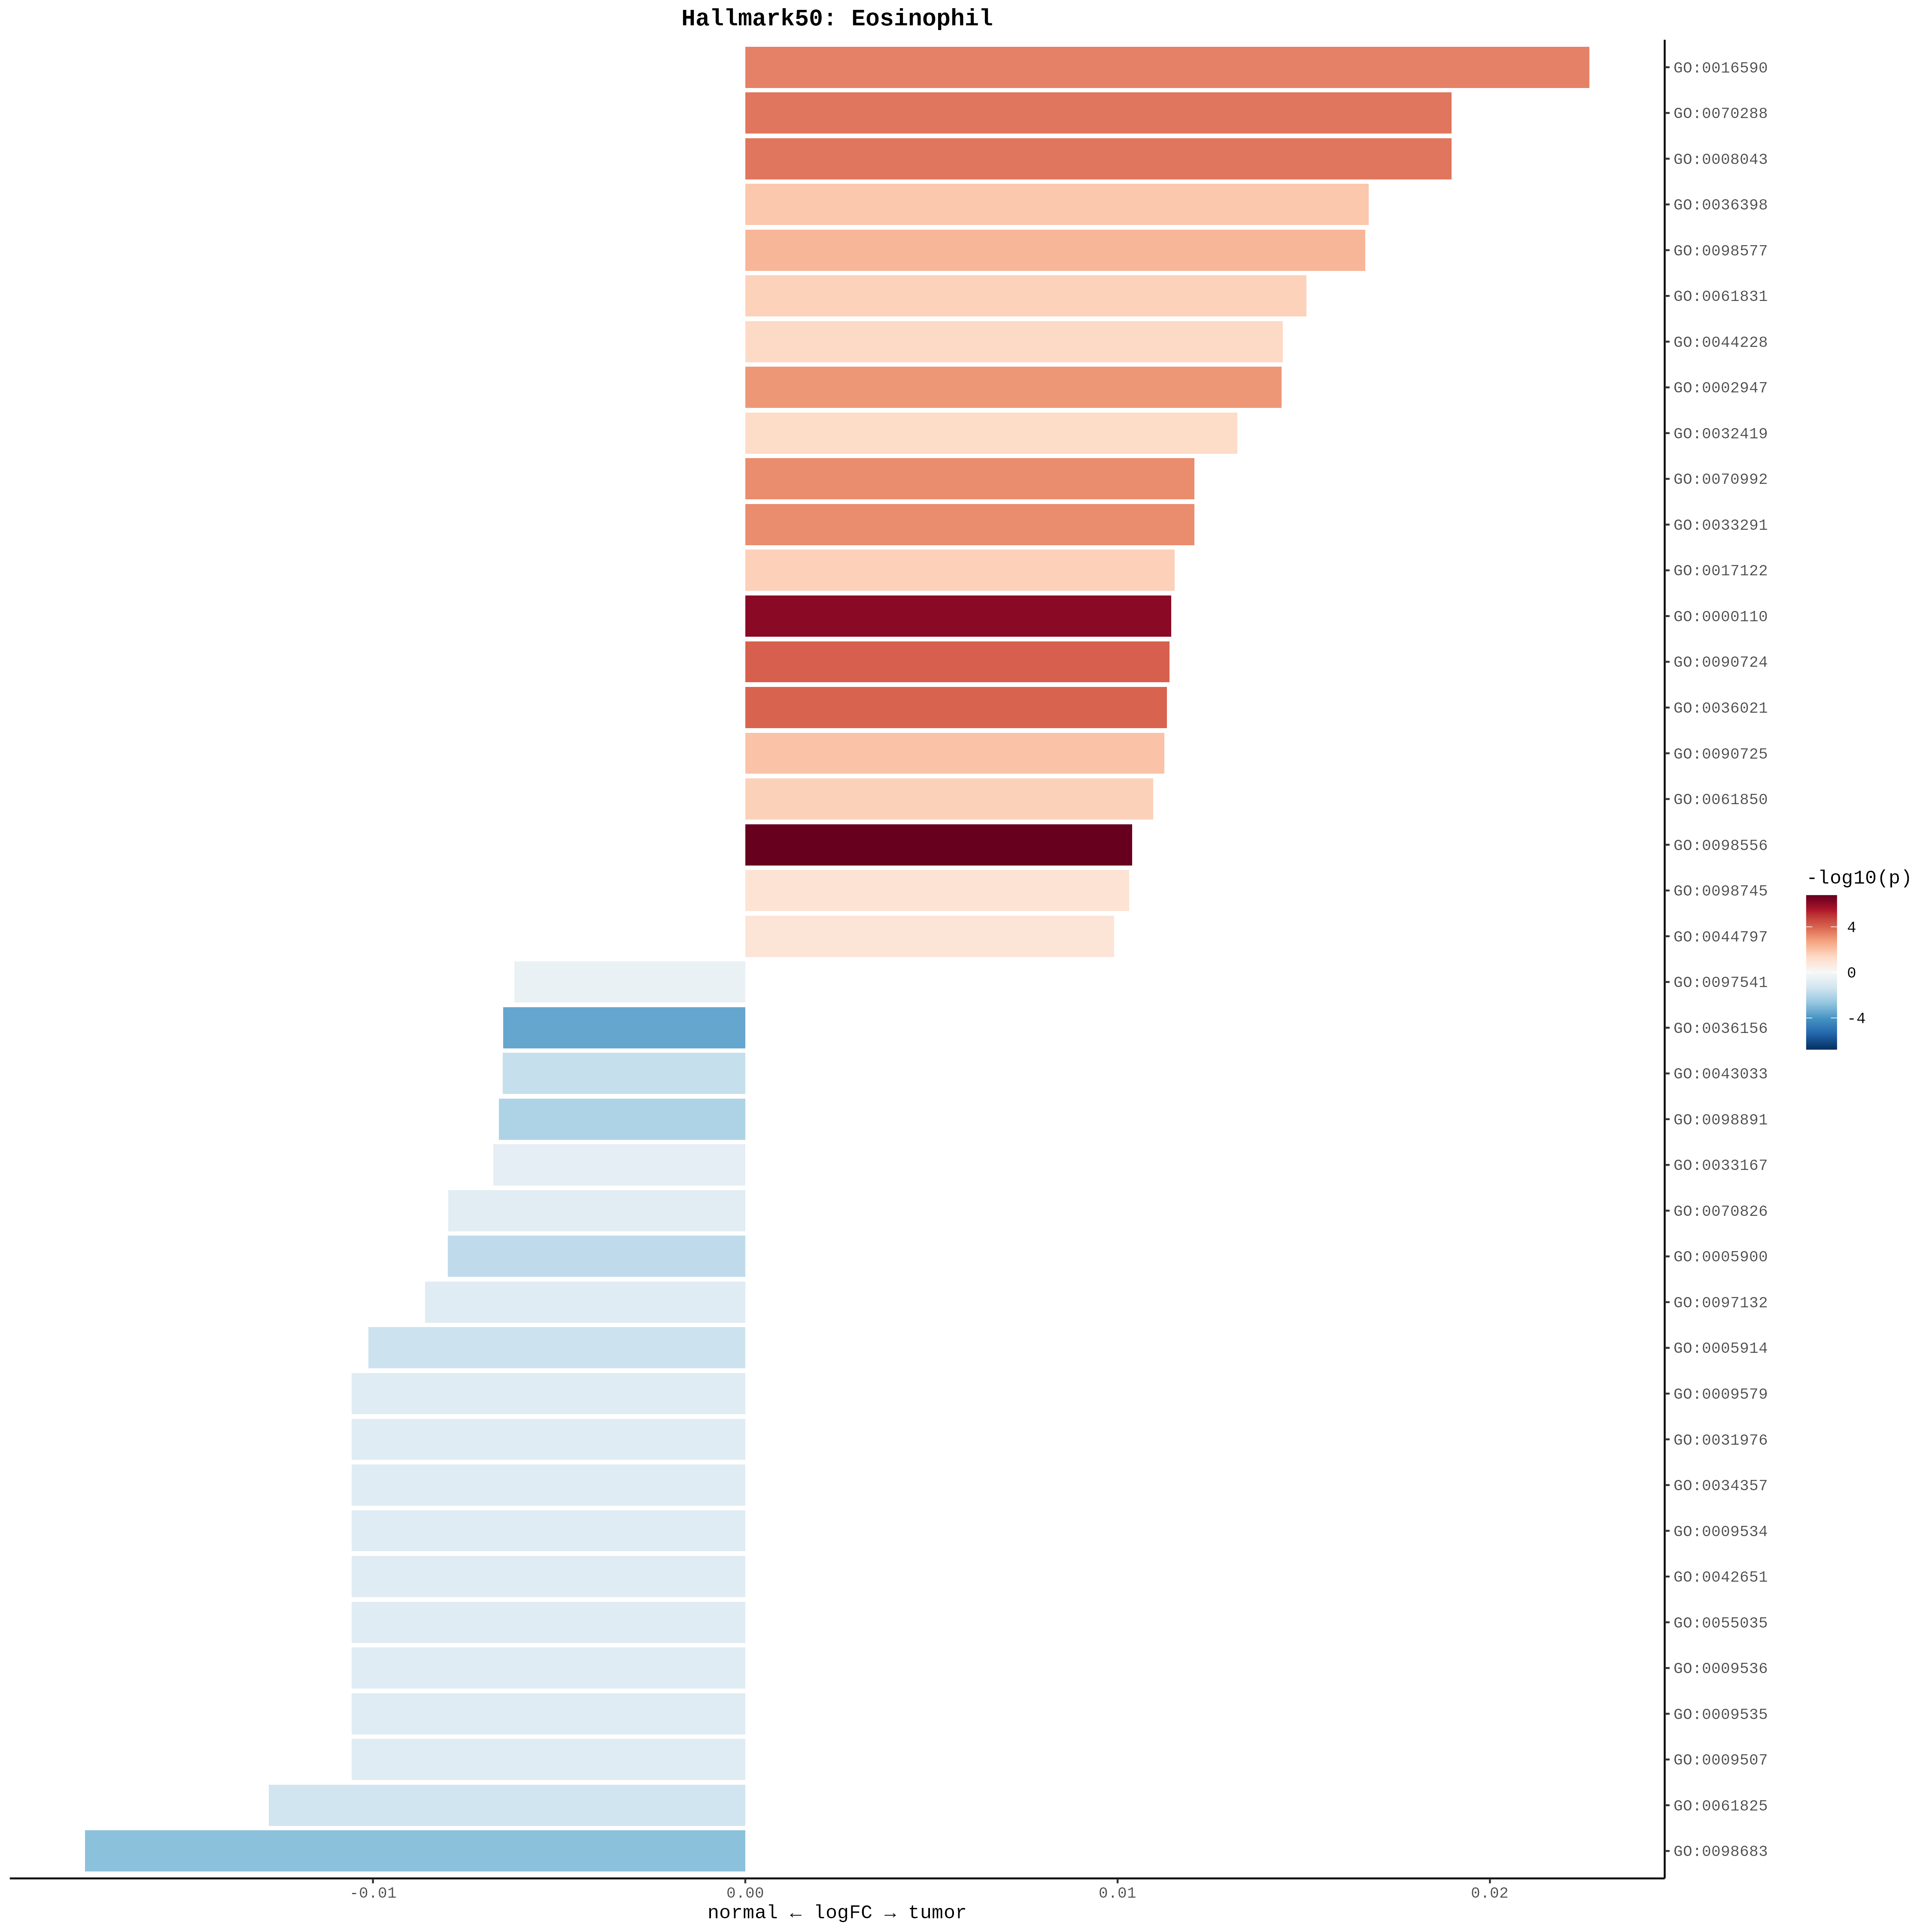 Hallmark50: Eosinophil
GO:0016590
GO:0070288
GO:0008043
GO:0036398
GO:0098577
GO:0061831
GO:0044228
GO:0002947
GO:0032419
GO:0070992
GO:0033291
GO:0017122
GO:0000110
GO:0090724
GO:0036021
GO:0090725
GO:0061850
GO:0098556
GO:0098745
GO:0044797
GO:0097541
GO:0036156
GO:0043033
GO:0098891
GO:0033167
GO:0070826
GO:0005900
GO:0097132
GO:0005914
GO:0009579
GO:0031976
GO:0034357
GO:0009534
GO:0042651
GO:0055035
GO:0009536
GO:0009535
GO:0009507
GO:0061825
GO:0098683
-log10(p)
4
0
-4
-0.01 0.00 0.01 0.02
normal ← logFC → tumor